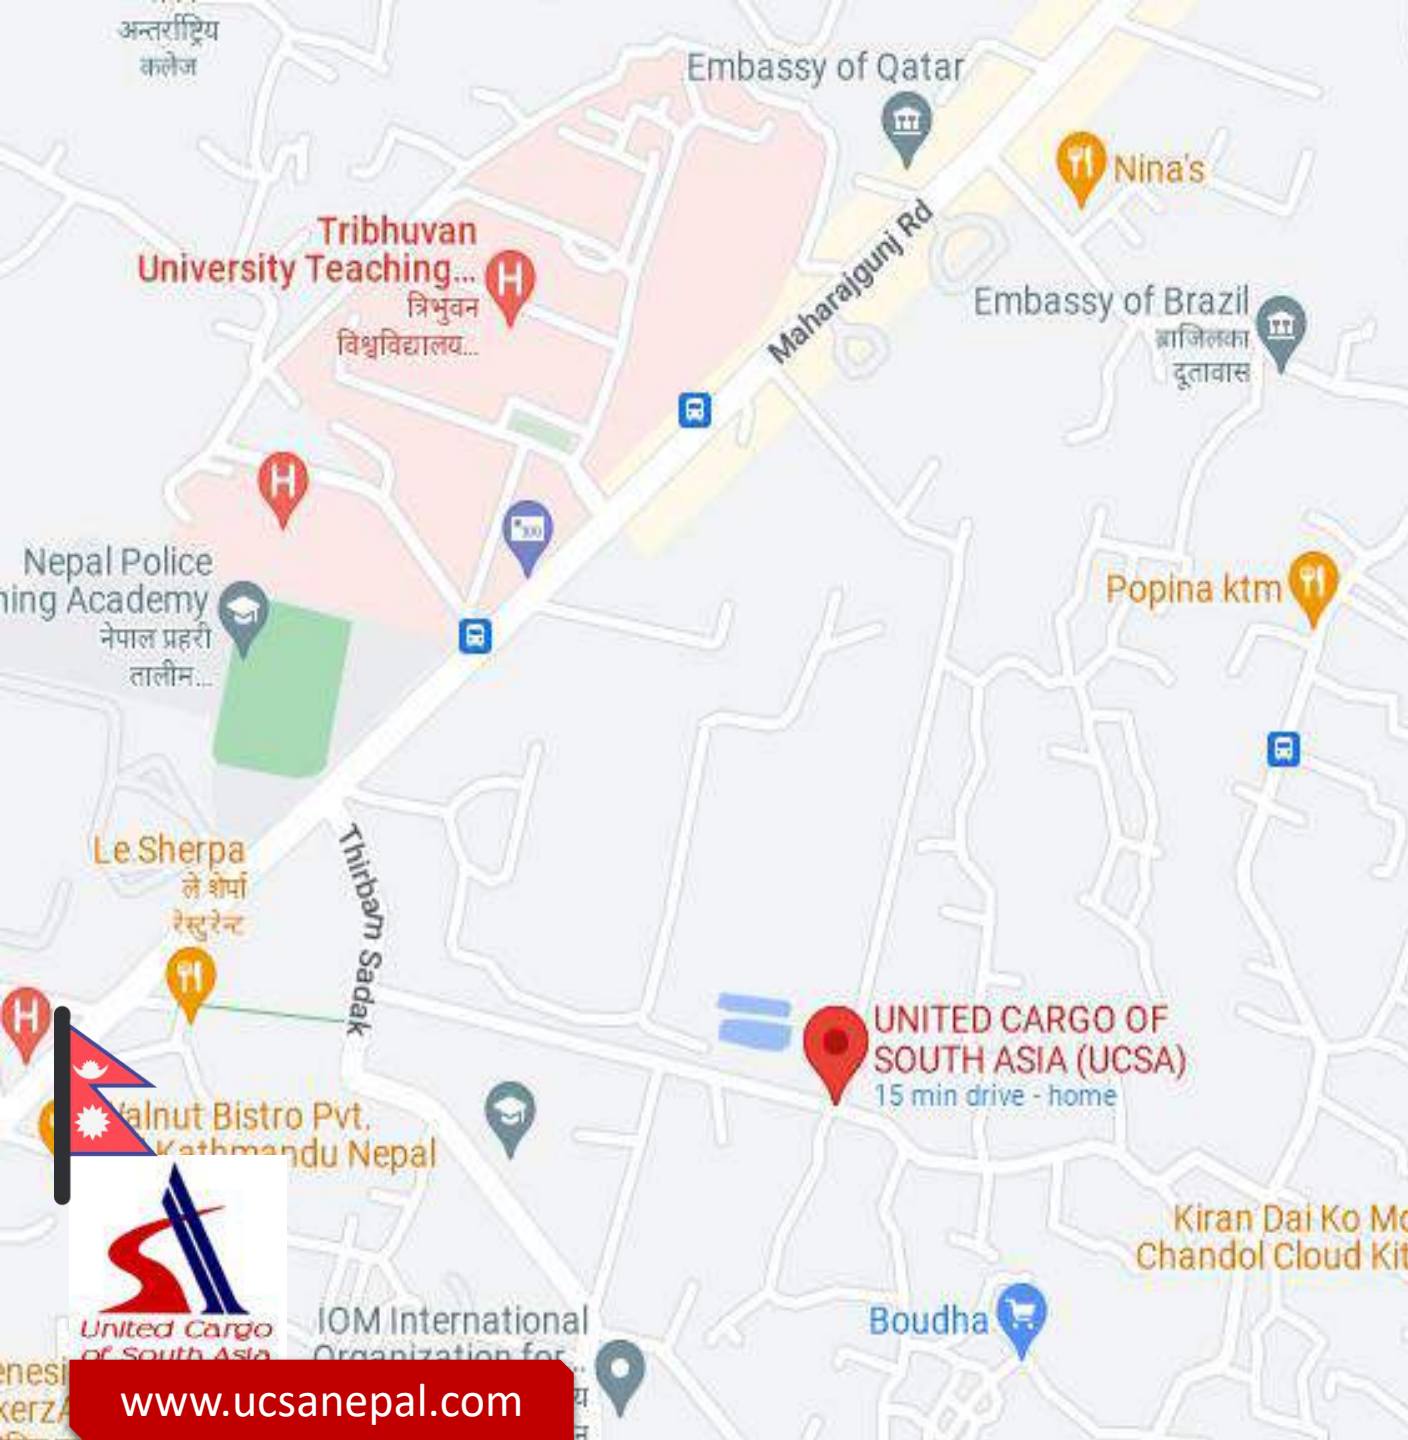 अन्तर्राष्ट्रिय
कलेज
Embassy of Qatar
Nina's
Maharajgunj Rd
Tribhuvan
University Teaching...
त्रिभुवन
विश्वविद्यालय...
H
Embassy of Brazil
ब्राजिलका
दूतावास
H
Nepal Police
ning Academy
नेपाल प्रहरी
तालीम...
Popina ktm
Le Sherpa
ले शेर्पा
रेस्टुरेन्ट
Thirbam Sadak
H
UNITED CARGO OF
SOUTH ASIA (UCSA)
15 min drive - home
alnut Bistro Pvt.
Kathmandu Nepal
Kiran Dai Ko Mo
Chandol Cloud Kit
United Cargo
of South Asia
IOM International
Organization for...
Boudha
enesi
kerzA
www.ucsanepal.com